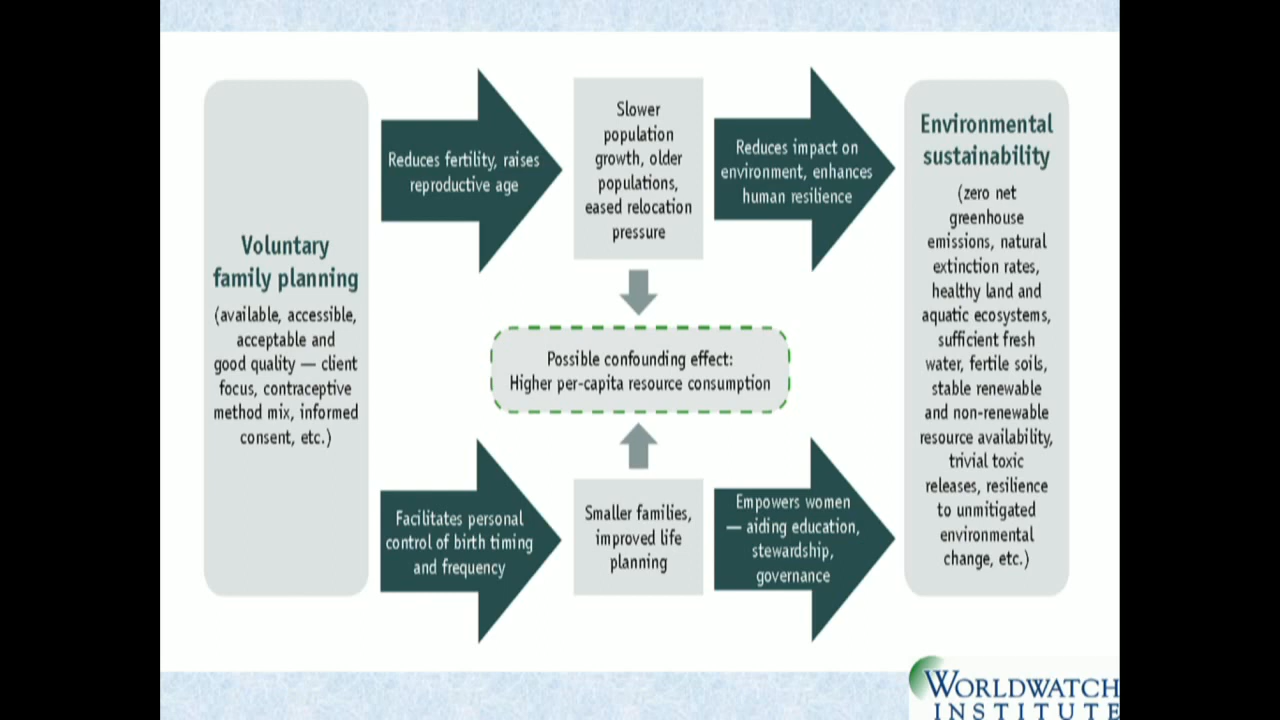 Voluntary
family planning
(available, accessible,
acceptable and
good quality — client
focus, contraceptive
method mix, informed
consent, etc.)
Reduces fertility, raises
reproductive age
Slower
population
growth, older
populations,
eased relocation
pressure
Reduces impact on
environment, enhances
human resilience
Possible confounding effect:
Higher per-capita resource consumption
Facilitates personal
control of birth timing
and frequency
Smaller families,
improved life
planning
Empowers women
— aiding education,
stewardship,
governance
Environmental
sustainability
(zero net
greenhouse
emissions, natural
extinction rates,
healthy land and
aquatic ecosystems,
sufficient fresh
water, fertile soils,
stable renewable
and non-renewable
resource availability,
trivial toxic
releases, resilience
to unmitigated
environmental
change, etc.)
WORLDWATCH
INSTITUTE